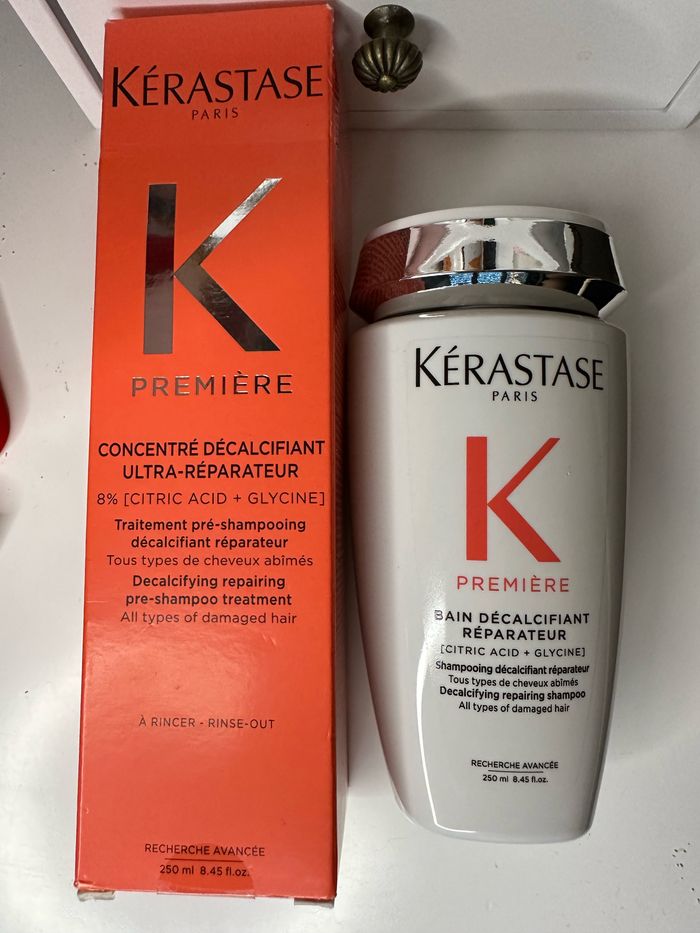 KÉRASTASE
PARIS
K
PREMIÈRE
CONCENTRÉ DÉCALCIFIANT
ULTRA-RÉPARATEUR
8% [CITRIC ACID + GLYCINE]
Traitement pré-shampooing
décalcifiant réparateur
Tous types de cheveux abîmés
Decalcifying repairing
pre-shampoo treatment
All types of damaged hair
À RINCER - RINSE-OUT
RECHERCHE AVANCÉE
250 ml 8.45 fl.oz.
KÉRASTASE
PARIS
K
PREMIÈRE
BAIN DÉCALCIFIANT
RÉPARATEUR
[CITRIC ACID + GLYCINE]
Shampooing décalcifiant réparateur
Tous types de cheveux abîmés
Decalcifying repairing shampoo
All types of damaged hair
RECHERCHE AVANCÉE
250 ml 8.45 fl.oz.